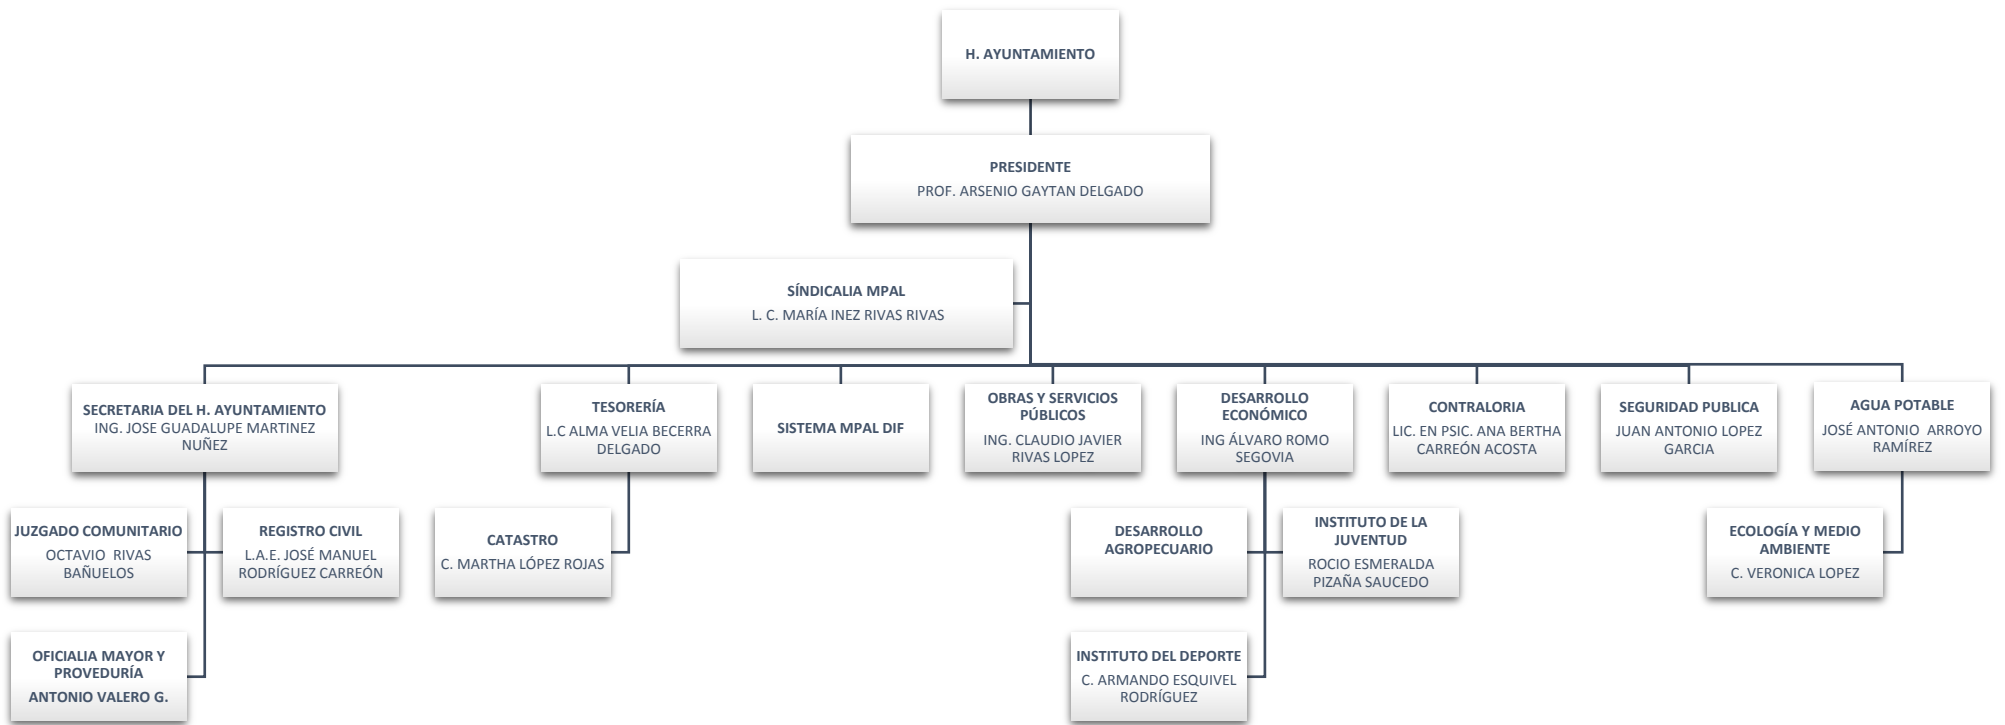 H. AYUNTAMIENTO
PRESIDENTE
PROF. ARSENIO GAYTAN DELGADO
SÍNDICALIA MPAL
L. C. MARÍA INEZ RIVAS RIVAS
SECRETARIA DEL H. AYUNTAMIENTO
ING. JOSE GUADALUPE MARTINEZ
NUÑEZ
TESORERÍA
L.C ALMA VELIA BECERRA
DELGADO
SISTEMA MPAL DIF
OBRAS Y SERVICIOS
PÚBLICOS
ING. CLAUDIO JAVIER
RIVAS LOPEZ
DESARROLLO
ECONÓMICO
ING ÁLVARO ROMO
SEGOVIA
CONTRALORIA
LIC. EN PSIC. ANA BERTHA
CARREÓN ACOSTA
SEGURIDAD PUBLICA
JUAN ANTONIO LOPEZ
GARCIA
AGUA POTABLE
JOSÉ ANTONIO ARROYO
RAMÍREZ
JUZGADO COMUNITARIO
OCTAVIO RIVAS
BAÑUELOS
REGISTRO CIVIL
L.A.E. JOSÉ MANUEL
RODRÍGUEZ CARREÓN
CATASTRO
C. MARTHA LÓPEZ ROJAS
DESARROLLO
AGROPECUARIO
INSTITUTO DE LA
JUVENTUD
ROCIO ESMERALDA
PIZAÑA SAUCEDO
ECOLOGÍA Y MEDIO
AMBIENTE
C. VERONICA LOPEZ
OFICIALIA MAYOR Y
PROVEDURÍA
ANTONIO VALERO G.
INSTITUTO DEL DEPORTE
C. ARMANDO ESQUIVEL
RODRÍGUEZ